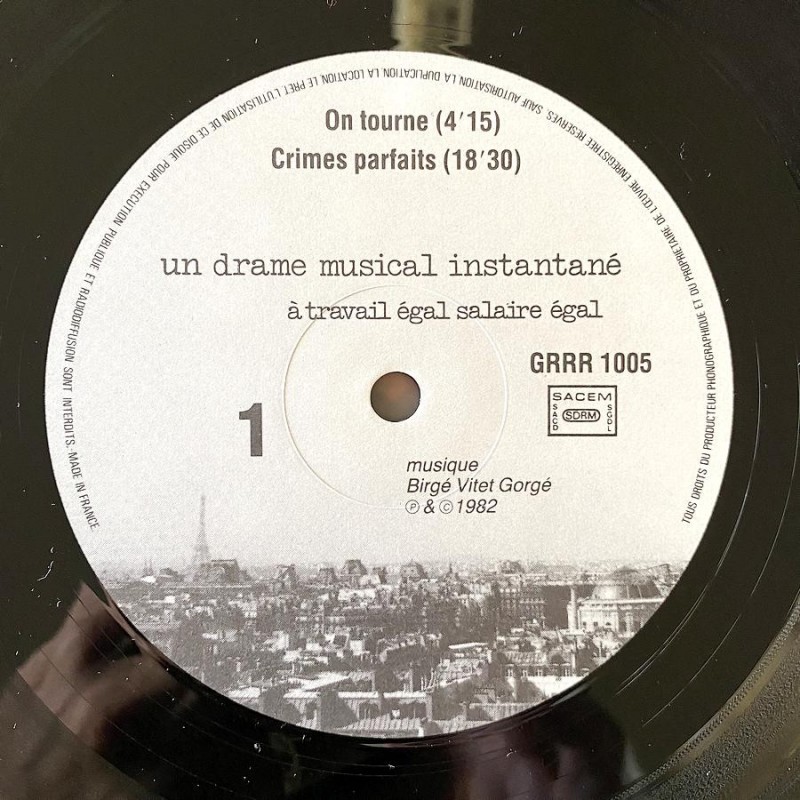 On tourne (4'15)
Crimes parfaits (18'30)
un drame musical instantané
à travail égal salaire égal
GRRR 1005
SACEM
SACD
SDRM
SGDL
1
musique
Birgé Vitet Gorgé
Ⓟ & © 1982
TOUS DROITS DU PRODUCTEUR PHONOGRAPHIQUE ET DU PROPRIETAIRE DE L'ŒUVRE ENREGISTREE RESERVES. SAUF AUTORISATION LA DUPLICATION, LA LOCATION, LE PRET, L'UTILISATION DE CE DISQUE POUR EXECUTION PUBLIQUE ET RADIODIFFUSION SONT INTERDITS. MADE IN FRANCE.